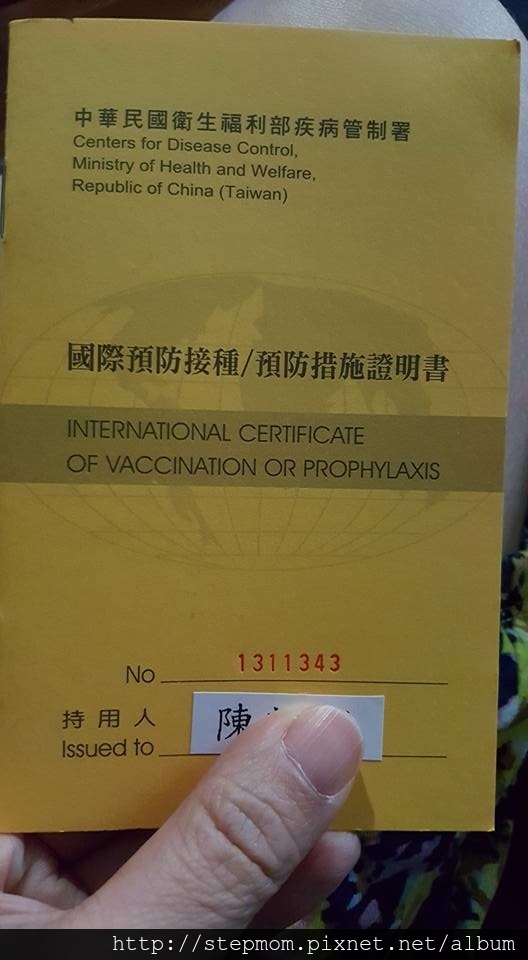 中華民國衛生福利部疾病管制署
Centers for Disease Control,
Ministry of Health and Welfare,
Republic of China (Taiwan)
國際預防接種/預防措施證明書
INTERNATIONAL CERTIFICATE
OF VACCINATION OR PROPHYLAXIS
No 1311343
持用人 陳
Issued to
http://stepmom.pixnet.net/album